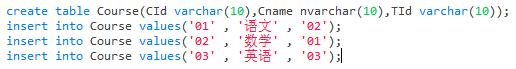 create table Course(CId varchar(10),Cname nvarchar(10),TId varchar(10));
insert into Course values('01' , '语文' , '02');
insert into Course values('02' , '数学' , '01');
insert into Course values('03' , '英语' , '03');